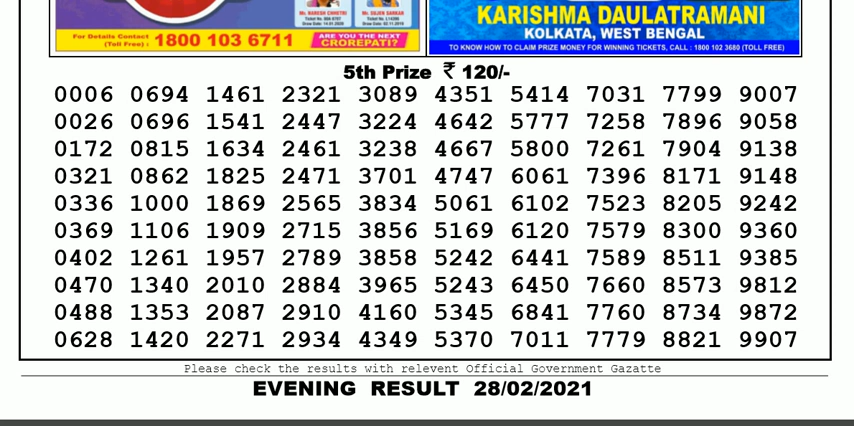 Mr. NARESH CHHETRI
Mr. SUJEN SARKAR
For Details Contact
(Toll Free) : 1800 103 6711
ARE YOU THE NEXT
CROREPATI?
KARISHMA DAULATRAMANI
KOLKATA, WEST BENGAL
TO KNOW HOW TO CLAIM PRIZE MONEY FOR WINNING TICKETS, CALL : 1800 102 3680 (TOLL FREE)
5th Prize ₹ 120/-
0006 0694 1461 2321 3089 4351 5414 7031 7799 9007
0026 0696 1541 2447 3224 4642 5777 7258 7896 9058
0172 0815 1634 2461 3238 4667 5800 7261 7904 9138
0321 0862 1825 2471 3701 4747 6061 7396 8171 9148
0336 1000 1869 2565 3834 5061 6102 7523 8205 9242
0369 1106 1909 2715 3856 5169 6120 7579 8300 9360
0402 1261 1957 2789 3858 5242 6441 7589 8511 9385
0470 1340 2010 2884 3965 5243 6450 7660 8573 9812
0488 1353 2087 2910 4160 5345 6841 7760 8734 9872
0628 1420 2271 2934 4349 5370 7011 7779 8821 9907
Please check the results with relevent Official Government Gazatte
EVENING RESULT 28/02/2021